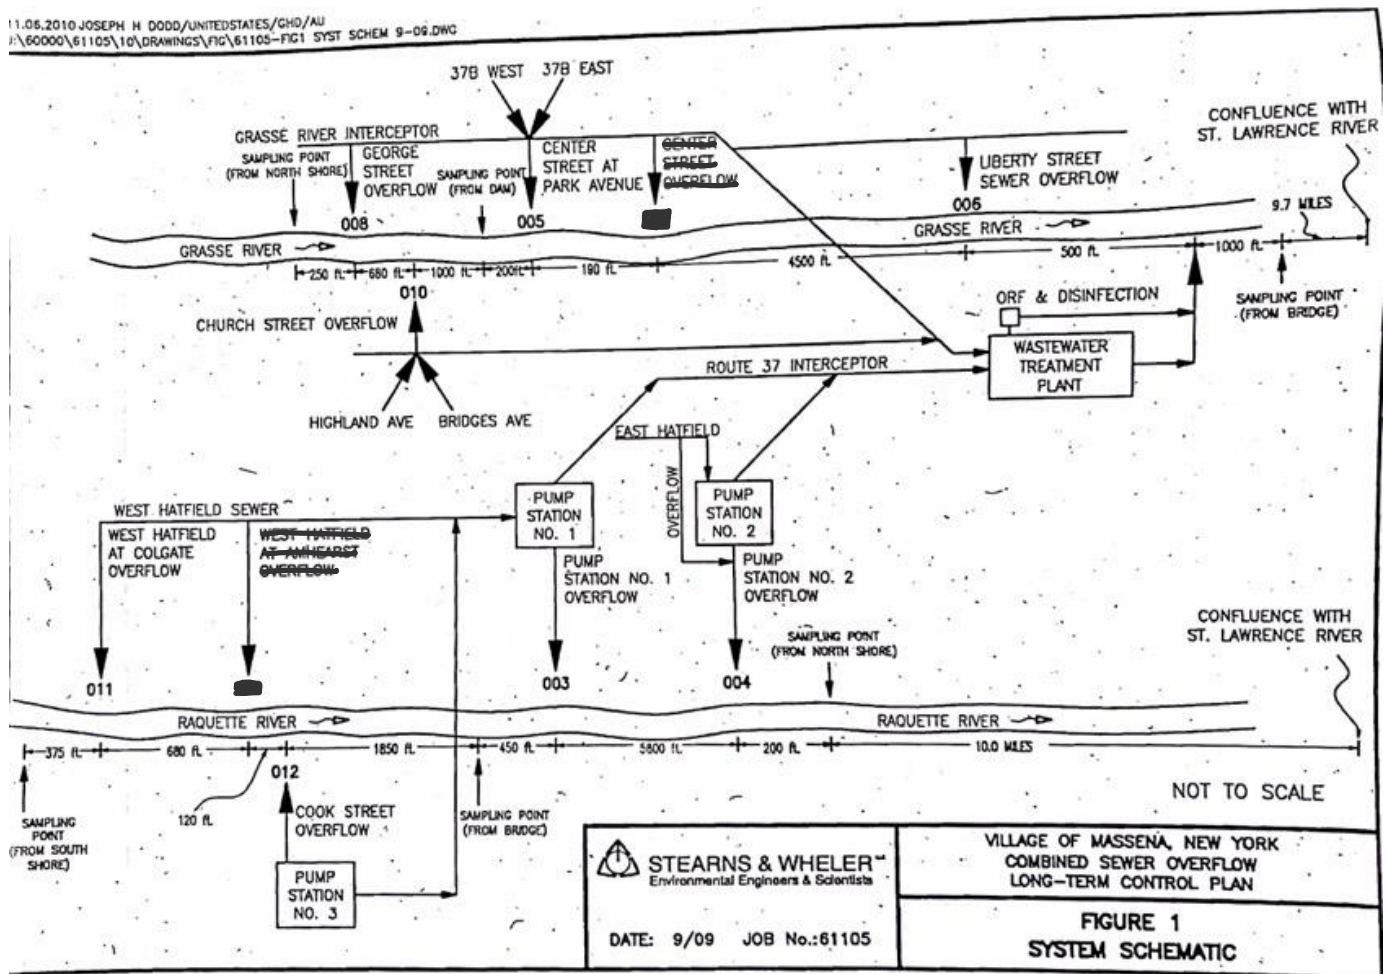 11.06.2010 JOSEPH H DODD/UNITEDSTATES/GHD/AU
J:\60000\61105\10\DRAWINGS\FIG\61105-FIG1 SYST SCHEM 9-09.DWG
37B WEST 37B EAST
CONFLUENCE WITH
ST. LAWRENCE RIVER
GRASSE RIVER INTERCEPTOR
SAMPLING POINT
(FROM NORTH SHORE)
GEORGE
STREET
OVERFLOW
SAMPLING POINT
(FROM DAM)
CENTER
STREET AT
PARK AVENUE
CENTER
STREET
OVERFLOW
LIBERTY STREET
SEWER OVERFLOW
008
005
006
9.7 MILES
GRASSE RIVER
GRASSE RIVER
250 ft.
680 ft.
1000 ft.
200ft.
190 ft.
4500 ft.
500 ft.
1000 ft.
010
CHURCH STREET OVERFLOW
ORF & DISINFECTION
SAMPLING POINT
(FROM BRIDGE)
WASTEWATER
TREATMENT
PLANT
ROUTE 37 INTERCEPTOR
HIGHLAND AVE BRIDGES AVE
EAST HATFIELD
OVERFLOW
PUMP
STATION
NO. 1
PUMP
STATION
NO. 2
WEST HATFIELD SEWER
WEST HATFIELD
AT COLGATE
OVERFLOW
WEST HATFIELD
AT AMHEARST
OVERFLOW
PUMP
STATION NO. 1
OVERFLOW
PUMP
STATION NO. 2
OVERFLOW
SAMPLING POINT
(FROM NORTH SHORE)
CONFLUENCE WITH
ST. LAWRENCE RIVER
011
003
004
RAQUETTE RIVER
RAQUETTE RIVER
375 ft.
680 ft.
1850 ft.
450 ft.
5600 ft.
200 ft.
10.0 MILES
012
120 ft.
SAMPLING
POINT
(FROM SOUTH
SHORE)
COOK STREET
OVERFLOW
SAMPLING POINT
(FROM BRIDGE)
PUMP
STATION
NO. 3
NOT TO SCALE
STEARNS & WHELER
Environmental Engineers & Scientists
DATE: 9/09 JOB No.:61105
VILLAGE OF MASSENA, NEW YORK
COMBINED SEWER OVERFLOW
LONG-TERM CONTROL PLAN
FIGURE 1
SYSTEM SCHEMATIC